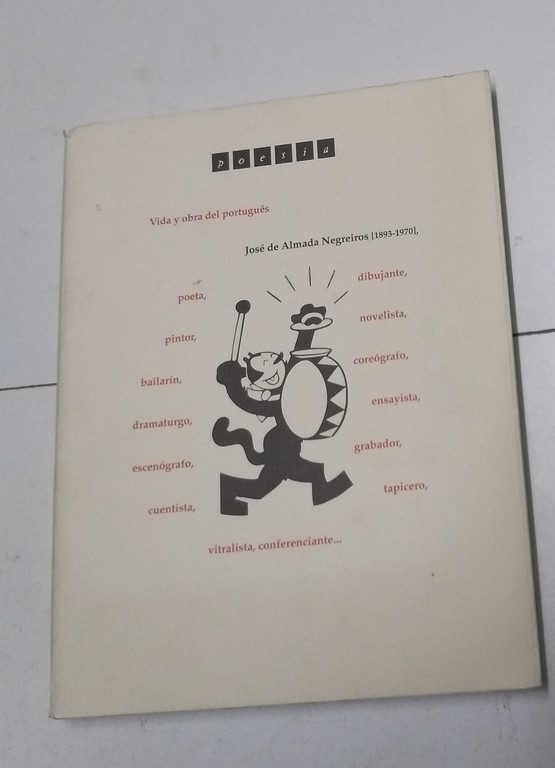 poesía
Vida y obra del portugués
José de Almada Negreiros [1893-1970],
poeta,
dibujante,
pintor,
novelista,
bailarín,
coreógrafo,
dramaturgo,
ensayista,
escenógrafo,
grabador,
cuentista,
tapicero,
vitralista, conferenciante...